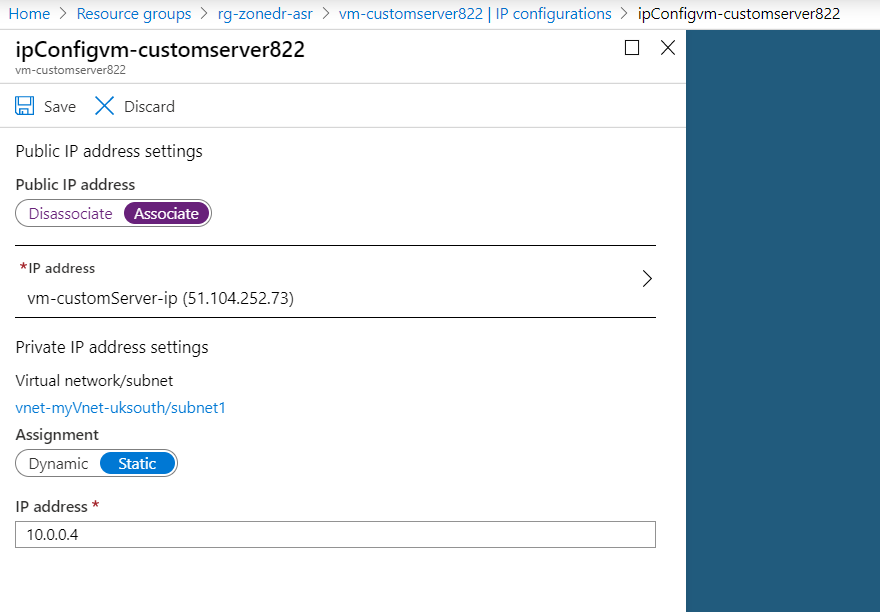 Home > Resource groups > rg-zonedr-asr > vm-customserver822 | IP configurations > ipConfigvm-customserver822
ipConfigvm-customserver822
vm-customserver822
Save Discard
Public IP address settings
Public IP address
Disassociate Associate
*IP address
vm-customServer-ip (51.104.252.73)
Private IP address settings
Virtual network/subnet
vnet-myVnet-uksouth/subnet1
Assignment
Dynamic Static
IP address *
10.0.0.4